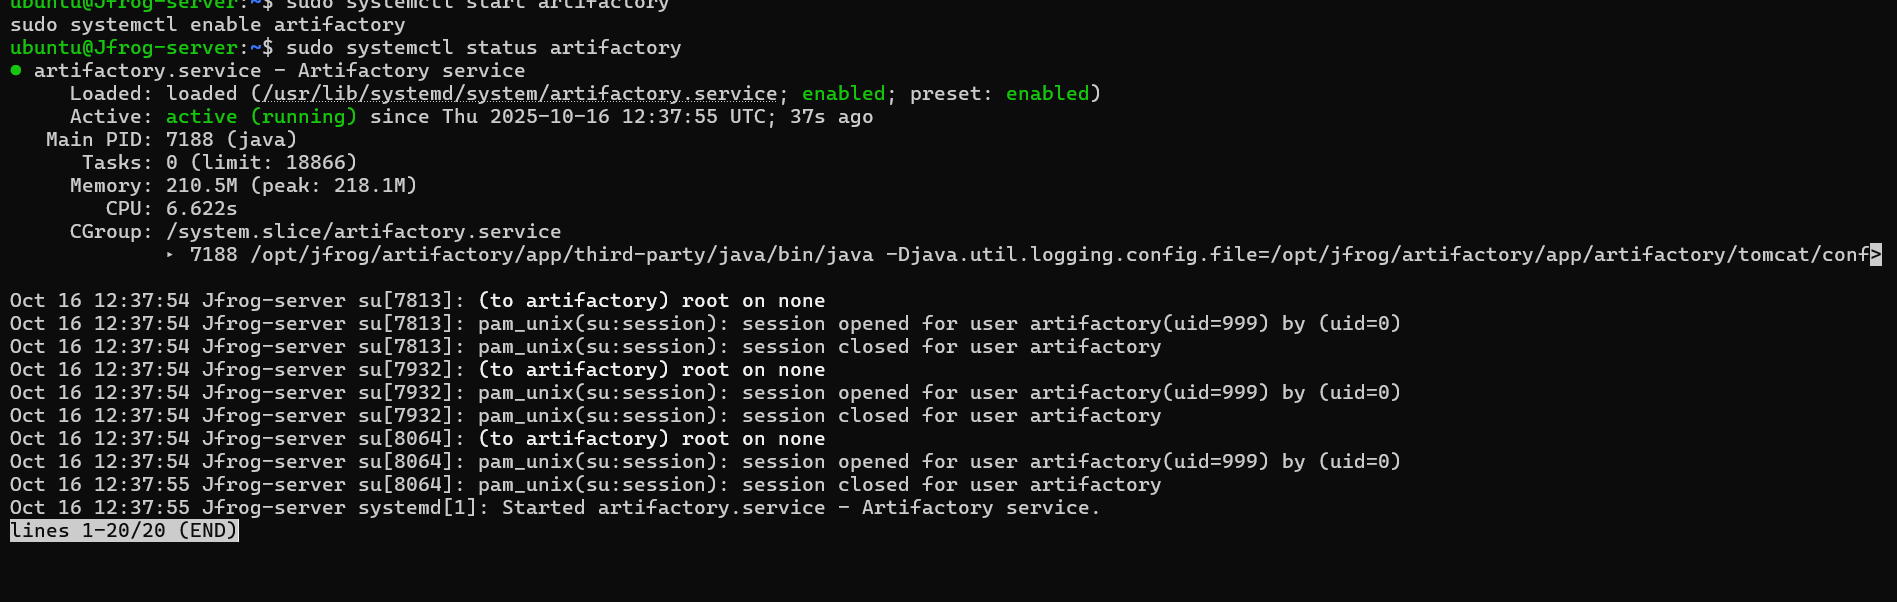 ubuntu@Jfrog-server:~$ sudo systemctl start artifactory
sudo systemctl enable artifactory
ubuntu@Jfrog-server:~$ sudo systemctl status artifactory
● artifactory.service - Artifactory service
     Loaded: loaded (/usr/lib/systemd/system/artifactory.service; enabled; preset: enabled)
     Active: active (running) since Thu 2025-10-16 12:37:55 UTC; 37s ago
   Main PID: 7188 (java)
      Tasks: 0 (limit: 18866)
     Memory: 210.5M (peak: 218.1M)
        CPU: 6.622s
     CGroup: /system.slice/artifactory.service
             ‣ 7188 /opt/jfrog/artifactory/app/third-party/java/bin/java -Djava.util.logging.config.file=/opt/jfrog/artifactory/app/artifactory/tomcat/conf>
Oct 16 12:37:54 Jfrog-server su[7813]: (to artifactory) root on none
Oct 16 12:37:54 Jfrog-server su[7813]: pam_unix(su:session): session opened for user artifactory(uid=999) by (uid=0)
Oct 16 12:37:54 Jfrog-server su[7813]: pam_unix(su:session): session closed for user artifactory
Oct 16 12:37:54 Jfrog-server su[7932]: (to artifactory) root on none
Oct 16 12:37:54 Jfrog-server su[7932]: pam_unix(su:session): session opened for user artifactory(uid=999) by (uid=0)
Oct 16 12:37:54 Jfrog-server su[7932]: pam_unix(su:session): session closed for user artifactory
Oct 16 12:37:54 Jfrog-server su[8064]: (to artifactory) root on none
Oct 16 12:37:54 Jfrog-server su[8064]: pam_unix(su:session): session opened for user artifactory(uid=999) by (uid=0)
Oct 16 12:37:55 Jfrog-server su[8064]: pam_unix(su:session): session closed for user artifactory
Oct 16 12:37:55 Jfrog-server systemd[1]: Started artifactory.service - Artifactory service.
lines 1-20/20 (END)